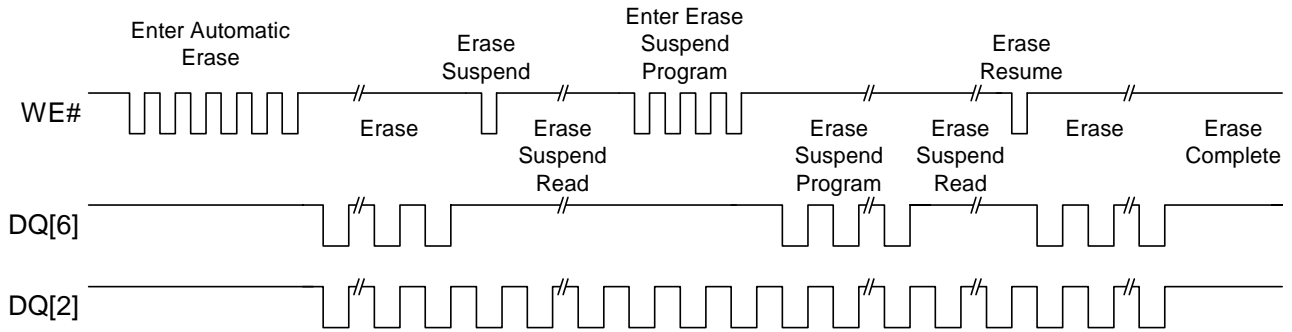 Enter Automatic
Erase
Erase
Suspend
Enter Erase
Suspend
Program
Erase
Resume
WE#
Erase
Erase
Suspend
Read
Erase
Suspend
Program
Erase
Suspend
Read
Erase
Erase
Complete
DQ[6]
DQ[2]